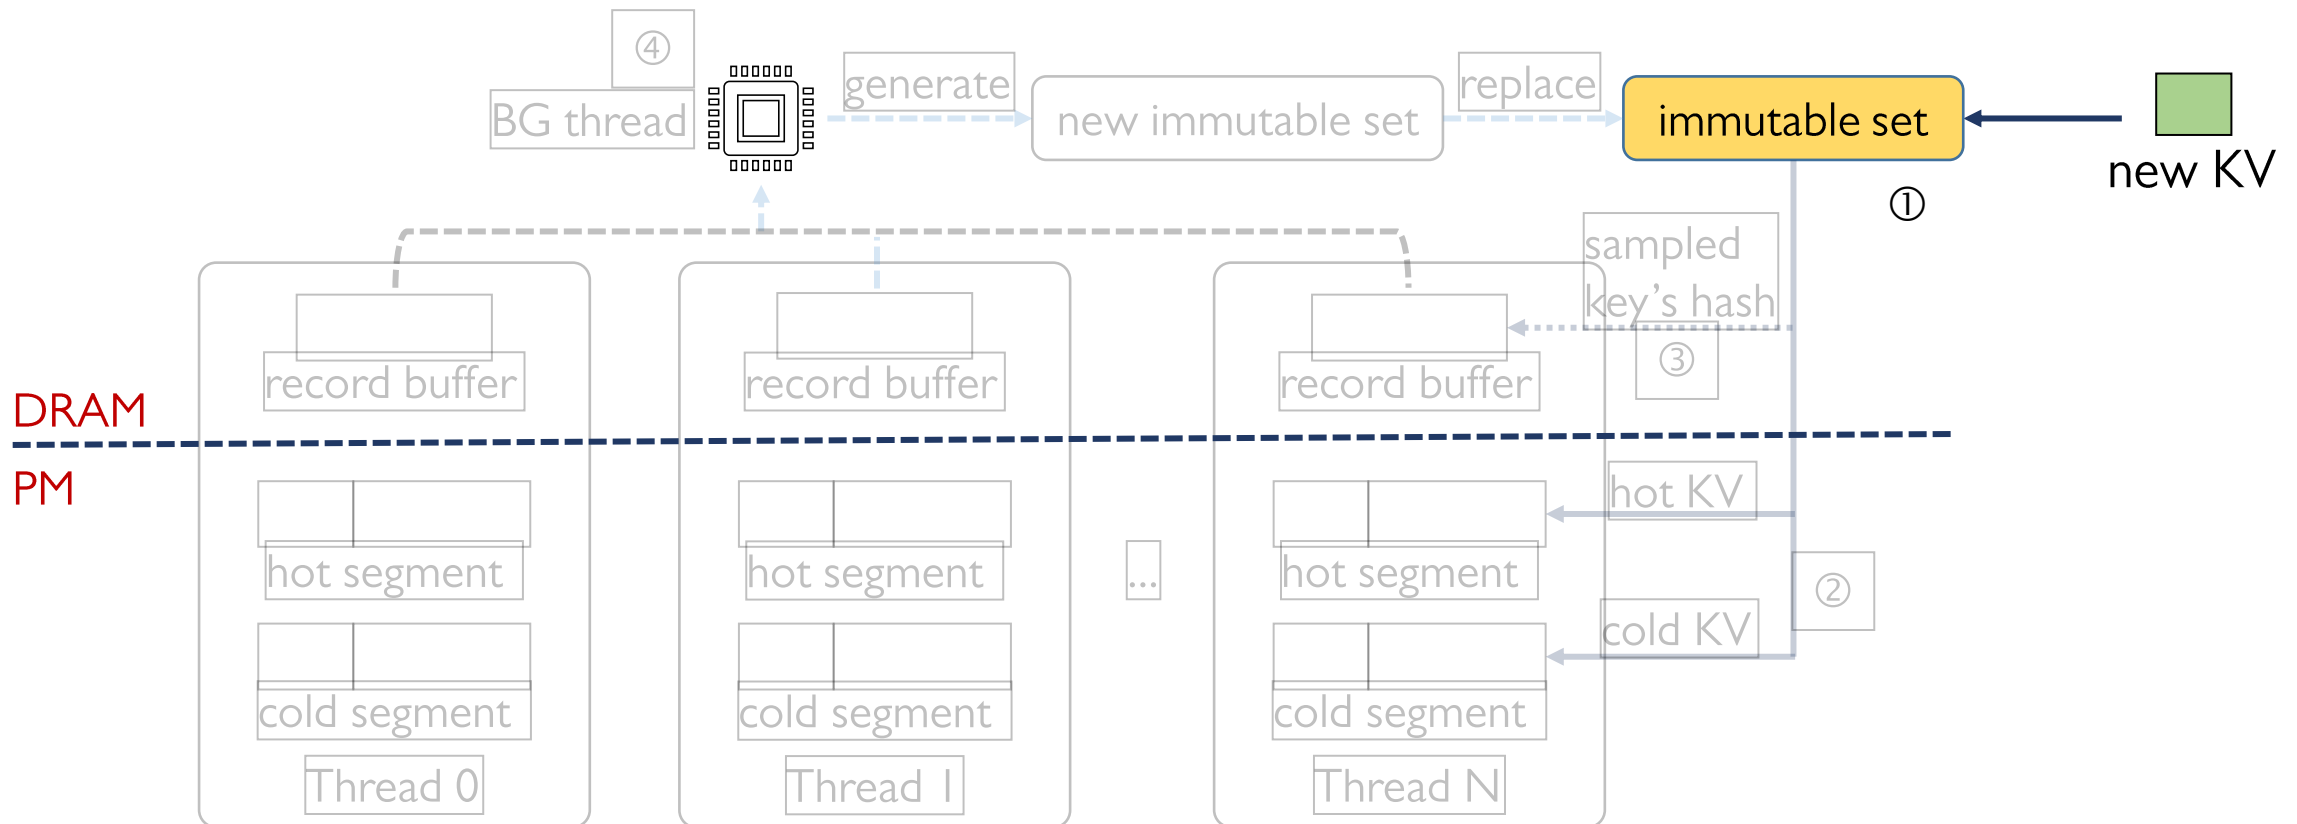 ④
BG thread
generate
new immutable set
replace
immutable set
new KV
①
sampled
key's hash
③
record buffer
record buffer
record buffer
DRAM
PM
hot KV
hot segment
hot segment
...
hot segment
②
cold KV
cold segment
cold segment
cold segment
Thread 0
Thread 1
Thread N